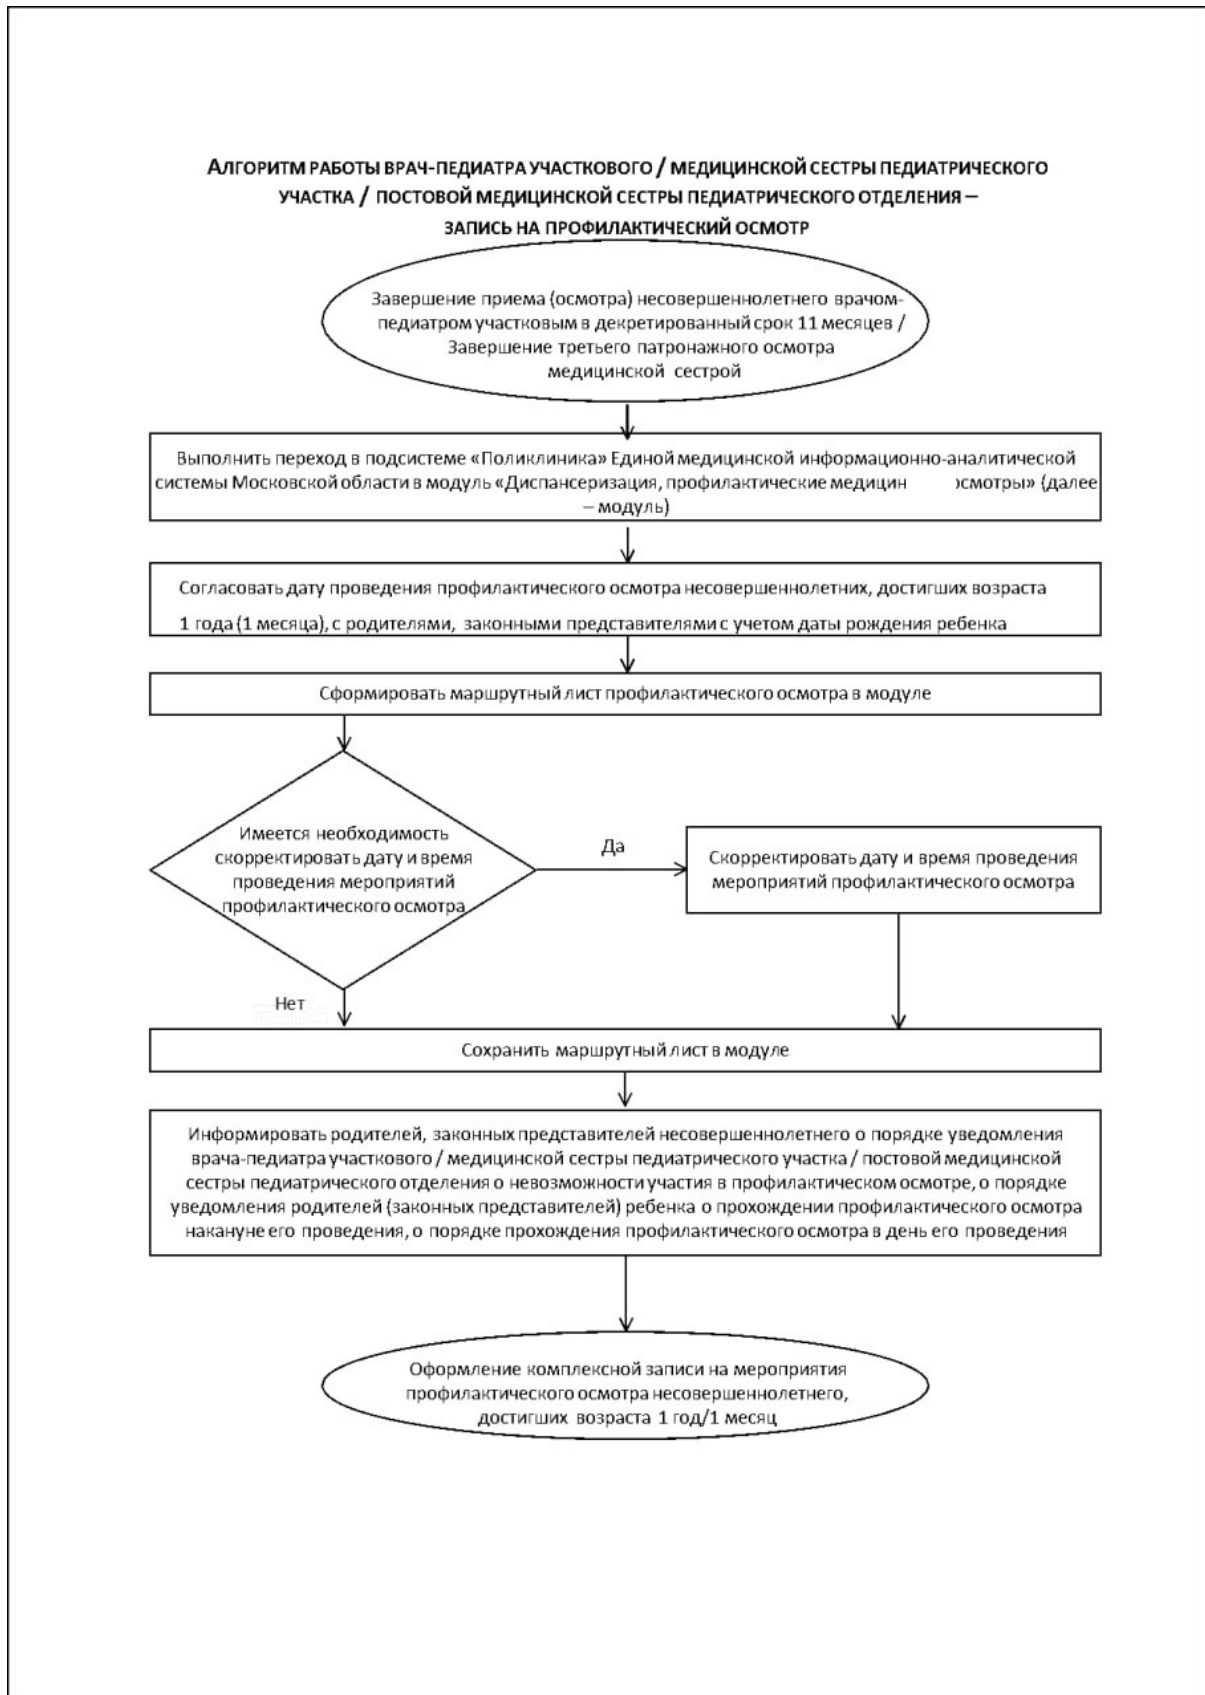 АЛГОРИТМ РАБОТЫ ВРАЧ-ПЕДИАТРА УЧАСТКОВОГО / МЕДИЦИНСКОЙ СЕСТРЫ ПЕДИАТРИЧЕСКОГО
УЧАСТКА / ПОСТОВОЙ МЕДИЦИНСКОЙ СЕСТРЫ ПЕДИАТРИЧЕСКОГО ОТДЕЛЕНИЯ –
ЗАПИСЬ НА ПРОФИЛАКТИЧЕСКИЙ ОСМОТР
Завершение приема (осмотра) несовершеннолетнего врачом-
педиатром участковым в декретированный срок 11 месяцев /
Завершение третьего патронажного осмотра
медицинской сестрой
Выполнить переход в подсистеме «Поликлиника» Единой медицинской информационно-аналитической
системы Московской области в модуль «Диспансеризация, профилактические медицин осмотры» (далее
– модуль)
Согласовать дату проведения профилактического осмотра несовершеннолетних, достигших возраста
1 года (1 месяца), с родителями, законными представителями с учетом даты рождения ребенка
Сформировать маршрутный лист профилактического осмотра в модуле
Имеется необходимость
скорректировать дату и время
проведения мероприятий
профилактического осмотра
Да
Скорректировать дату и время проведения
мероприятий профилактического осмотра
Нет
Сохранить маршрутный лист в модуле
Информировать родителей, законных представителей несовершеннолетнего о порядке уведомления
врача-педиатра участкового / медицинской сестры педиатрического участка / постовой медицинской
сестры педиатрического отделения о невозможности участия в профилактическом осмотре, о порядке
уведомления родителей (законных представителей) ребенка о прохождении профилактического осмотра
накануне его проведения, о порядке прохождения профилактического осмотра в день его проведения
Оформление комплексной записи на мероприятия
профилактического осмотра несовершеннолетнего,
достигших возраста 1 год/1 месяц